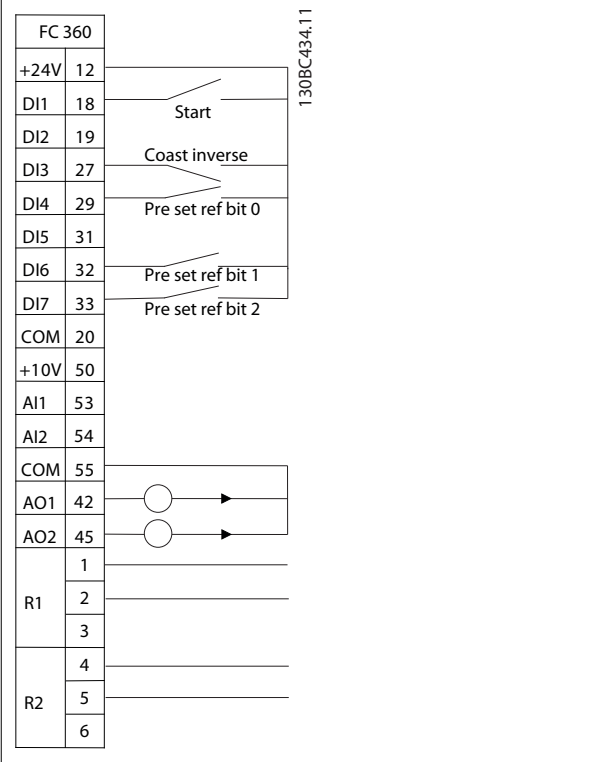 FC 360
130BC434.11
+24V 12
DI1 18
Start
DI2 19
Coast inverse
DI3 27
DI4 29
Pre set ref bit 0
DI5 31
DI6 32
Pre set ref bit 1
DI7 33
Pre set ref bit 2
COM 20
+10V 50
AI1 53
AI2 54
COM 55
AO1 42
AO2 45
1
R1 2
3
4
R2 5
6